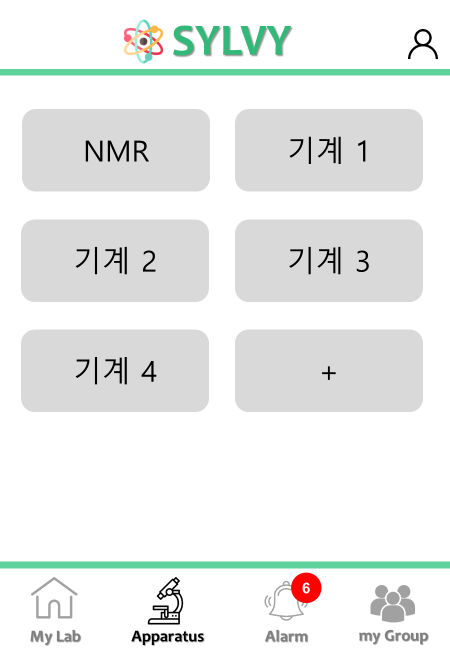 SYLVY
NMR
기계 1
기계 2
기계 3
기계 4
+
6
My Lab
Apparatus
Alarm
my Group